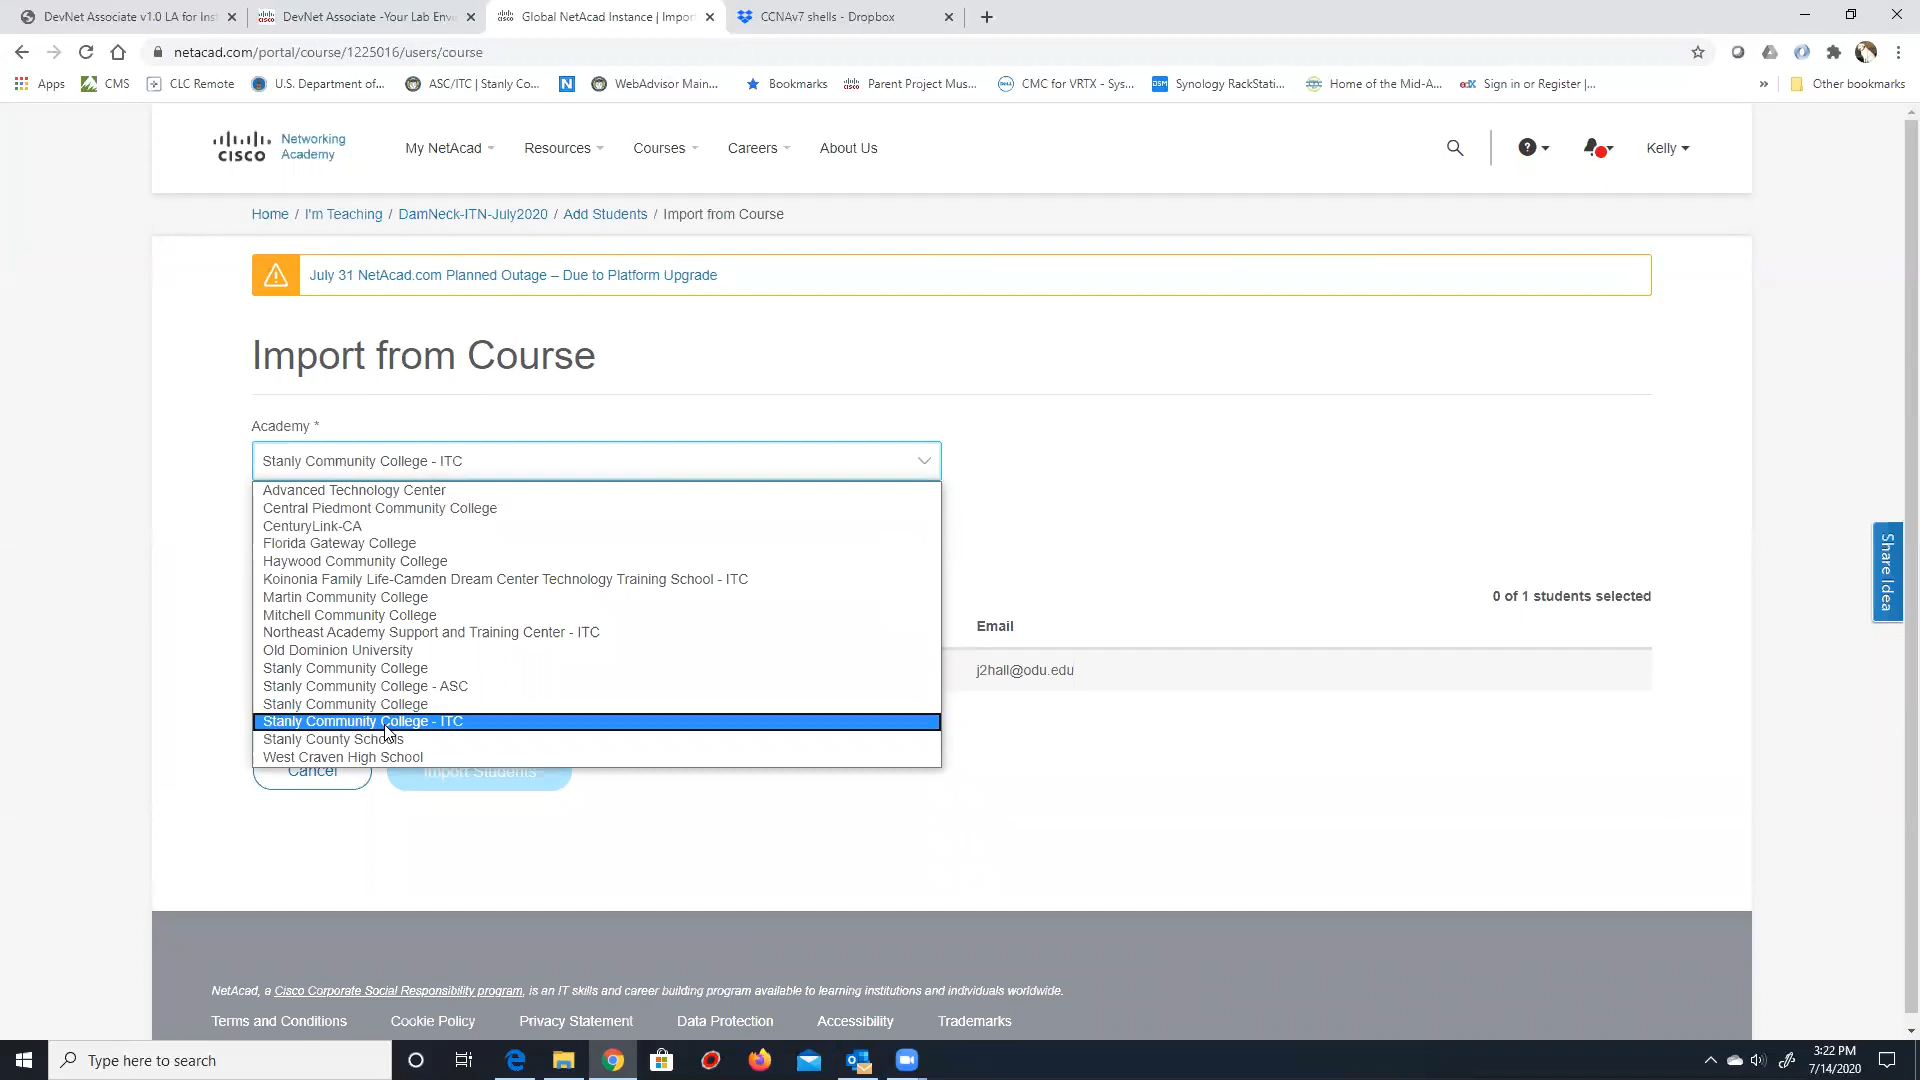 DevNet Associate v1.0 LA for Inst
DevNet Associate -Your Lab Envi
Global NetAcad Instance | Impor
CCNAv7 shells - Dropbox
netacad.com/portal/course/1225016/users/course
Apps
CMS
CLC Remote
U.S. Department of...
ASC/ITC | Stanly Co...
N
WebAdvisor Main...
Bookmarks
Parent Project Mus...
CMC for VRTX - Sys...
DSM
Synology RackStati...
Home of the Mid-A...
edX
Sign in or Register |...
»
Other bookmarks
CISCO
Networking
Academy
My NetAcad
Resources
Courses
Careers
About Us
Kelly
Home / I'm Teaching / DamNeck-ITN-July2020 / Add Students / Import from Course
July 31 NetAcad.com Planned Outage – Due to Platform Upgrade
Import from Course
Academy *
Stanly Community College - ITC
Advanced Technology Center
Central Piedmont Community College
CenturyLink-CA
Florida Gateway College
Haywood Community College
Koinonia Family Life-Camden Dream Center Technology Training School - ITC
Martin Community College
Mitchell Community College
Northeast Academy Support and Training Center - ITC
Old Dominion University
Stanly Community College
Stanly Community College - ASC
Stanly Community College
Stanly Community College - ITC
Stanly County Schools
West Craven High School
Share Idea
0 of 1 students selected
Email
j2hall@odu.edu
Cancel
Import Students
NetAcad, a Cisco Corporate Social Responsibility program, is an IT skills and career building program available to learning institutions and individuals worldwide.
Terms and Conditions
Cookie Policy
Privacy Statement
Data Protection
Accessibility
Trademarks
Type here to search
3:22 PM
7/14/2020